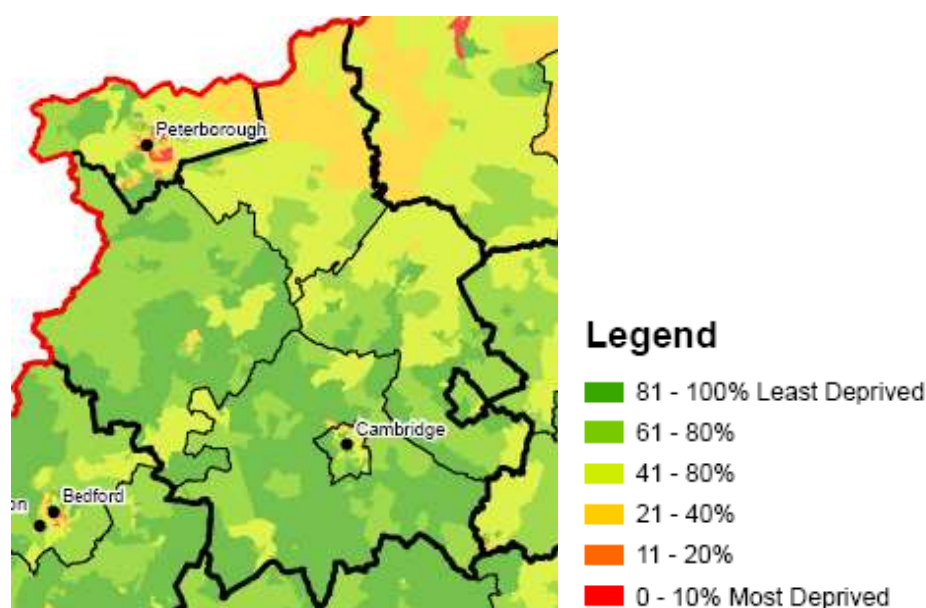 Peterborough
Cambridge
Bedford
on
Legend
81 - 100% Least Deprived
61 - 80%
41 - 80%
21 - 40%
11 - 20%
0 - 10% Most Deprived